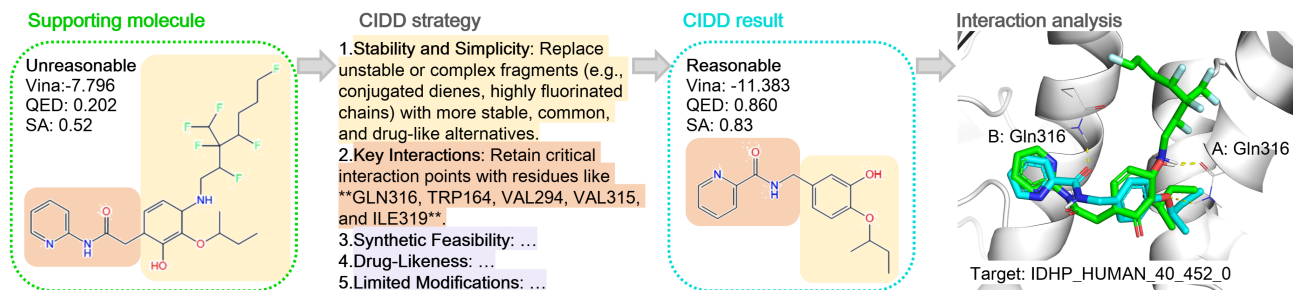 Supporting molecule
Unreasonable
Vina:-7.796
QED: 0.202
SA: 0.52
F
F
F
F
F
F
NH
O
O
N
N
H
HO
CIDD strategy
1.Stability and Simplicity: Replace
unstable or complex fragments (e.g.,
conjugated dienes, highly fluorinated
chains) with more stable, common,
and drug-like alternatives.
2.Key Interactions: Retain critical
interaction points with residues like
**GLN316, TRP164, VAL294, VAL315,
and ILE319**.
3.Synthetic Feasibility: ...
4.Drug-Likeness: ...
5.Limited Modifications: ...
CIDD result
Reasonable
Vina: -11.383
QED: 0.860
SA: 0.83
O
N
N
H
OH
O
Interaction analysis
B: Gln316
A: Gln316
Target: IDHP_HUMAN_40_452_0